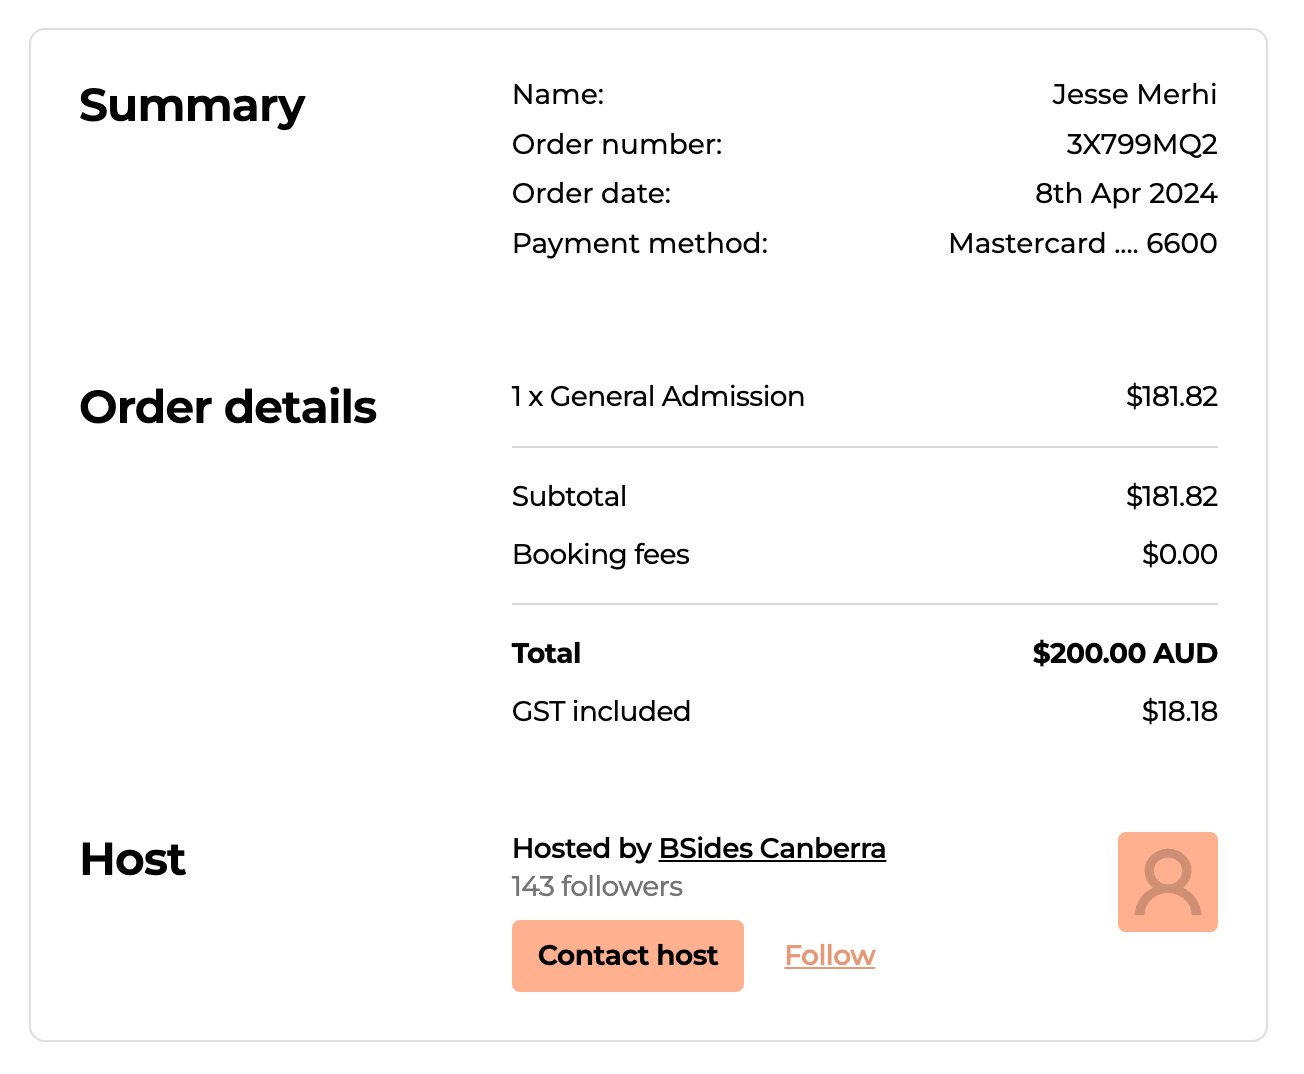 Summary
Name: Jesse Merhi
Order number: 3X799MQ2
Order date: 8th Apr 2024
Payment method: Mastercard .... 6600
Order details
1 x General Admission $181.82
Subtotal $181.82
Booking fees $0.00
Total $200.00 AUD
GST included $18.18
Host
Hosted by BSides Canberra
143 followers
Contact host Follow